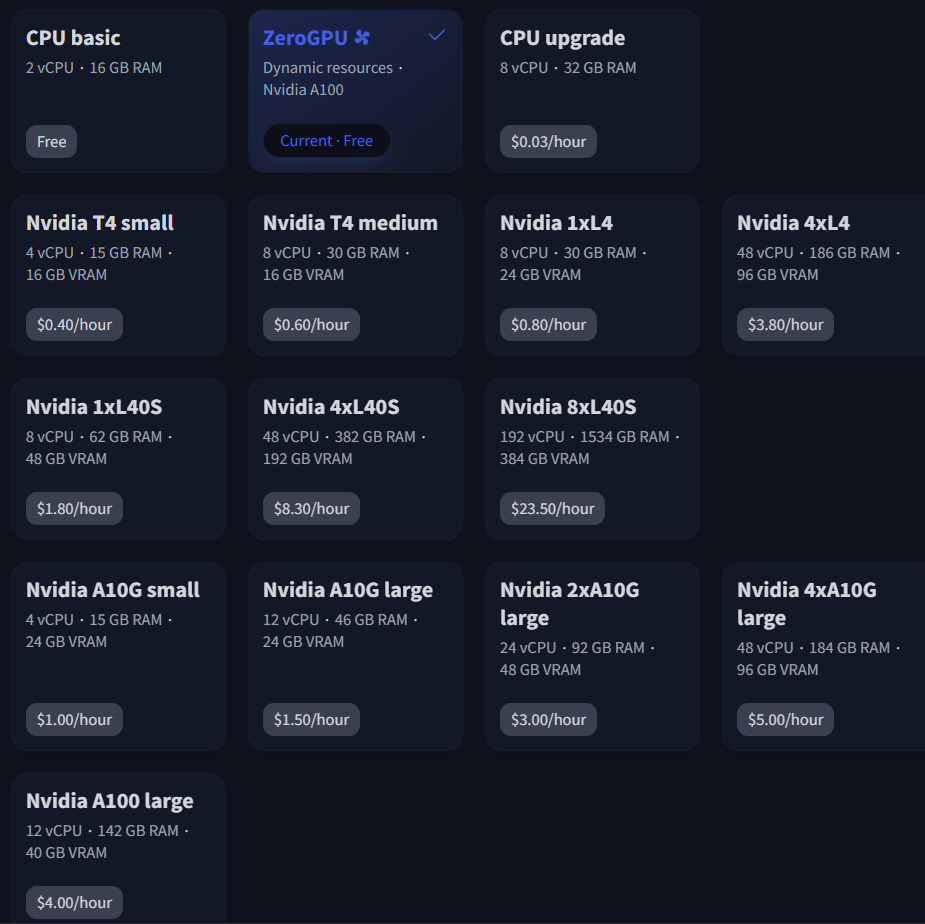 CPU basic
2 vCPU · 16 GB RAM
Free
ZeroGPU
Dynamic resources ·
Nvidia A100
Current · Free
CPU upgrade
8 vCPU · 32 GB RAM
$0.03/hour
Nvidia T4 small
4 vCPU · 15 GB RAM ·
16 GB VRAM
$0.40/hour
Nvidia T4 medium
8 vCPU · 30 GB RAM ·
16 GB VRAM
$0.60/hour
Nvidia 1xL4
8 vCPU · 30 GB RAM ·
24 GB VRAM
$0.80/hour
Nvidia 4xL4
48 vCPU · 186 GB RAM ·
96 GB VRAM
$3.80/hour
Nvidia 1xL40S
8 vCPU · 62 GB RAM ·
48 GB VRAM
$1.80/hour
Nvidia 4xL40S
48 vCPU · 382 GB RAM ·
192 GB VRAM
$8.30/hour
Nvidia 8xL40S
192 vCPU · 1534 GB RAM ·
384 GB VRAM
$23.50/hour
Nvidia A10G small
4 vCPU · 15 GB RAM ·
24 GB VRAM
$1.00/hour
Nvidia A10G large
12 vCPU · 46 GB RAM ·
24 GB VRAM
$1.50/hour
Nvidia 2xA10G
large
24 vCPU · 92 GB RAM ·
48 GB VRAM
$3.00/hour
Nvidia 4xA10G
large
48 vCPU · 184 GB RAM ·
96 GB VRAM
$5.00/hour
Nvidia A100 large
12 vCPU · 142 GB RAM ·
40 GB VRAM
$4.00/hour